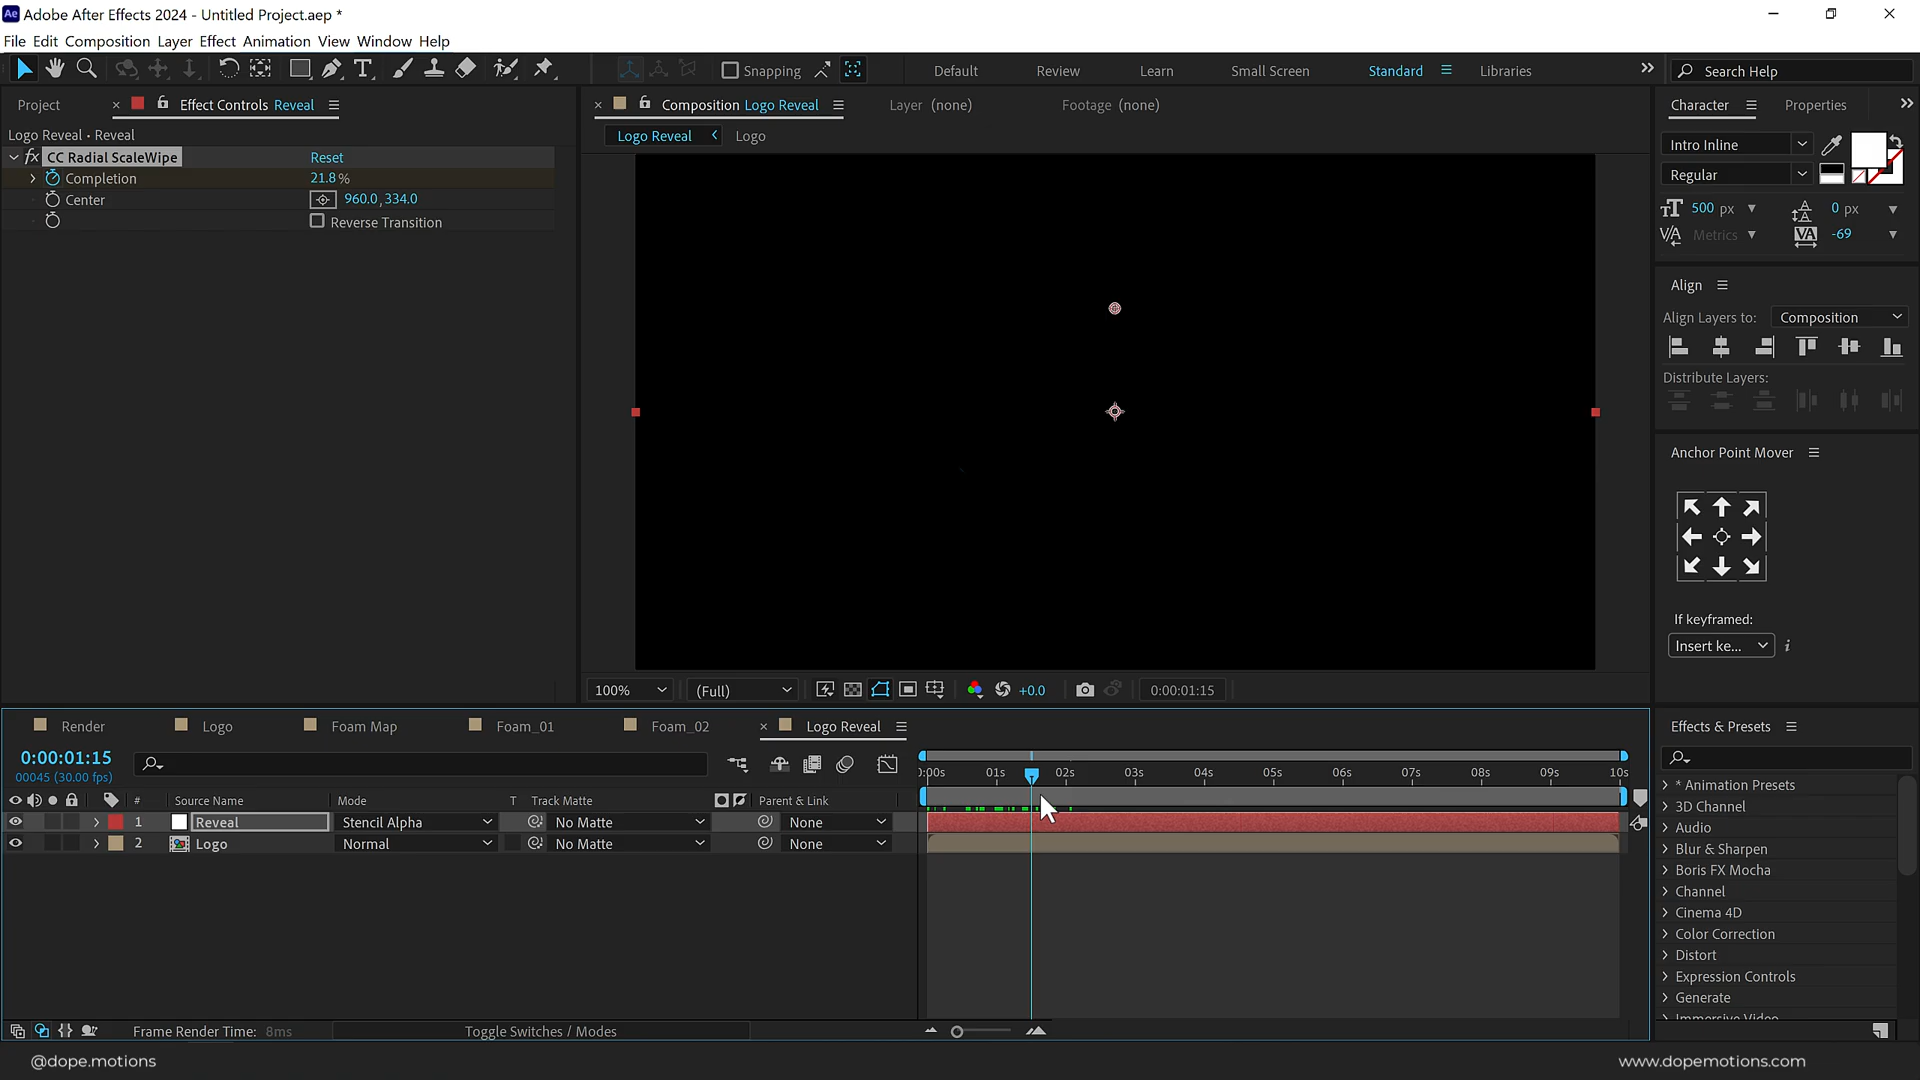 Adobe After Effects 2024 - Untitled Project.aep *
File Edit Composition Layer Effect Animation View Window Help
Snapping
Default Review Learn Small Screen Standard Libraries
Search Help
Project Effect Controls Reveal
Composition Logo Reveal Layer (none) Footage (none)
Character Properties
Logo Reveal • Reveal
Logo Reveal Logo
CC Radial ScaleWipe Reset
Completion 21.8 %
Center 960.0, 334.0
Reverse Transition
Intro Inline
Regular
500 px 0 px
Metrics -69
Align
Align Layers to: Composition
Distribute Layers:
Anchor Point Mover
If keyframed:
Insert ke...
100% (Full) +0.0 0:00:01:15
Render Logo Foam Map Foam_01 Foam_02 Logo Reveal
0:00:01:15
00045 (30.00 fps)
):00s 01s 02s 03s 04s 05s 06s 07s 08s 09s 10s
# Source Name Mode T Track Matte Parent & Link
1 Reveal Stencil Alpha No Matte None
2 Logo Normal No Matte None
Frame Render Time: 8ms Toggle Switches / Modes
Effects & Presets
* Animation Presets
3D Channel
Audio
Blur & Sharpen
Boris FX Mocha
Channel
Cinema 4D
Color Correction
Distort
Expression Controls
Generate
Immersive Video
@dope.motions
www.dopemotions.com